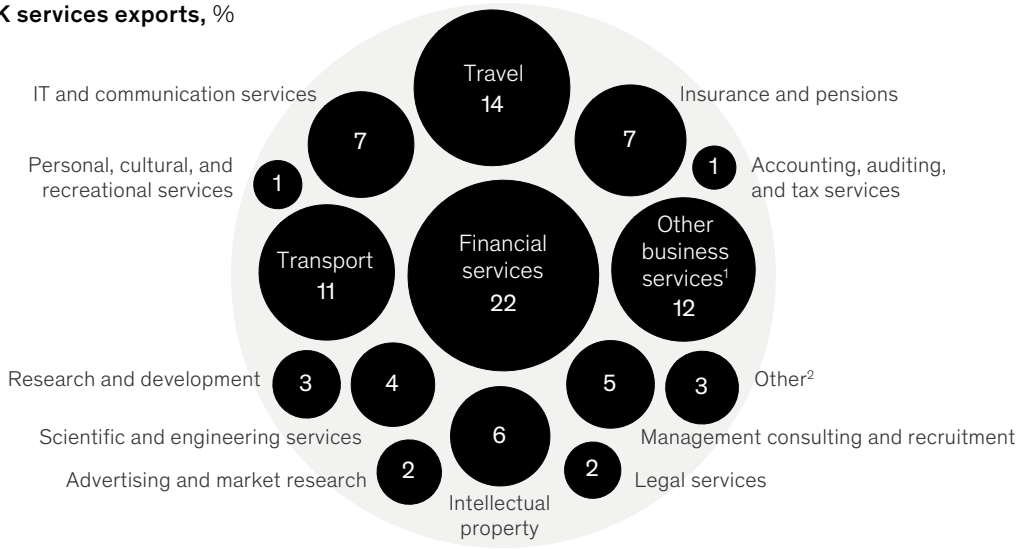 K services exports, %
Travel
14
IT and communication services
7
Insurance and pensions
7
Personal, cultural, and
recreational services
1
Accounting, auditing,
and tax services
1
Transport
11
Financial
services
22
Other
business
services¹
12
Research and development
3
4
Scientific and engineering services
5
Management consulting and recruitment
3
Other²
6
Intellectual
property
Advertising and market research
2
2
Legal services